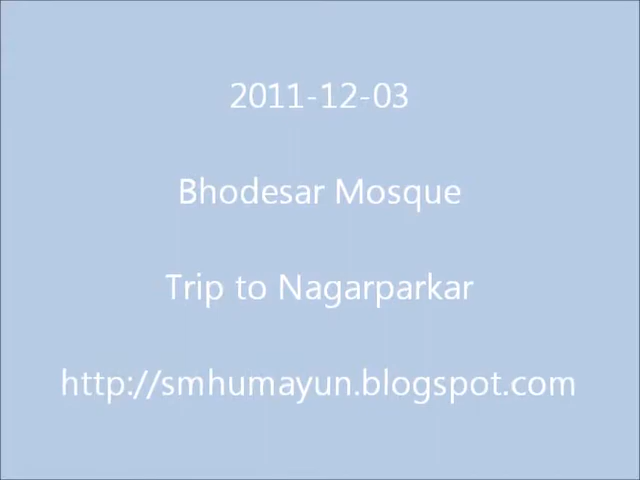 2011-12-03
Bhodesar Mosque
Trip to Nagarparkar
http://smhumayun.blogspot.com